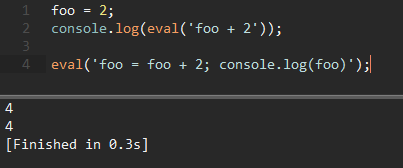 1 foo = 2;
2 console.log(eval('foo + 2'));
3
4 eval('foo = foo + 2; console.log(foo)');
4
4
[Finished in 0.3s]